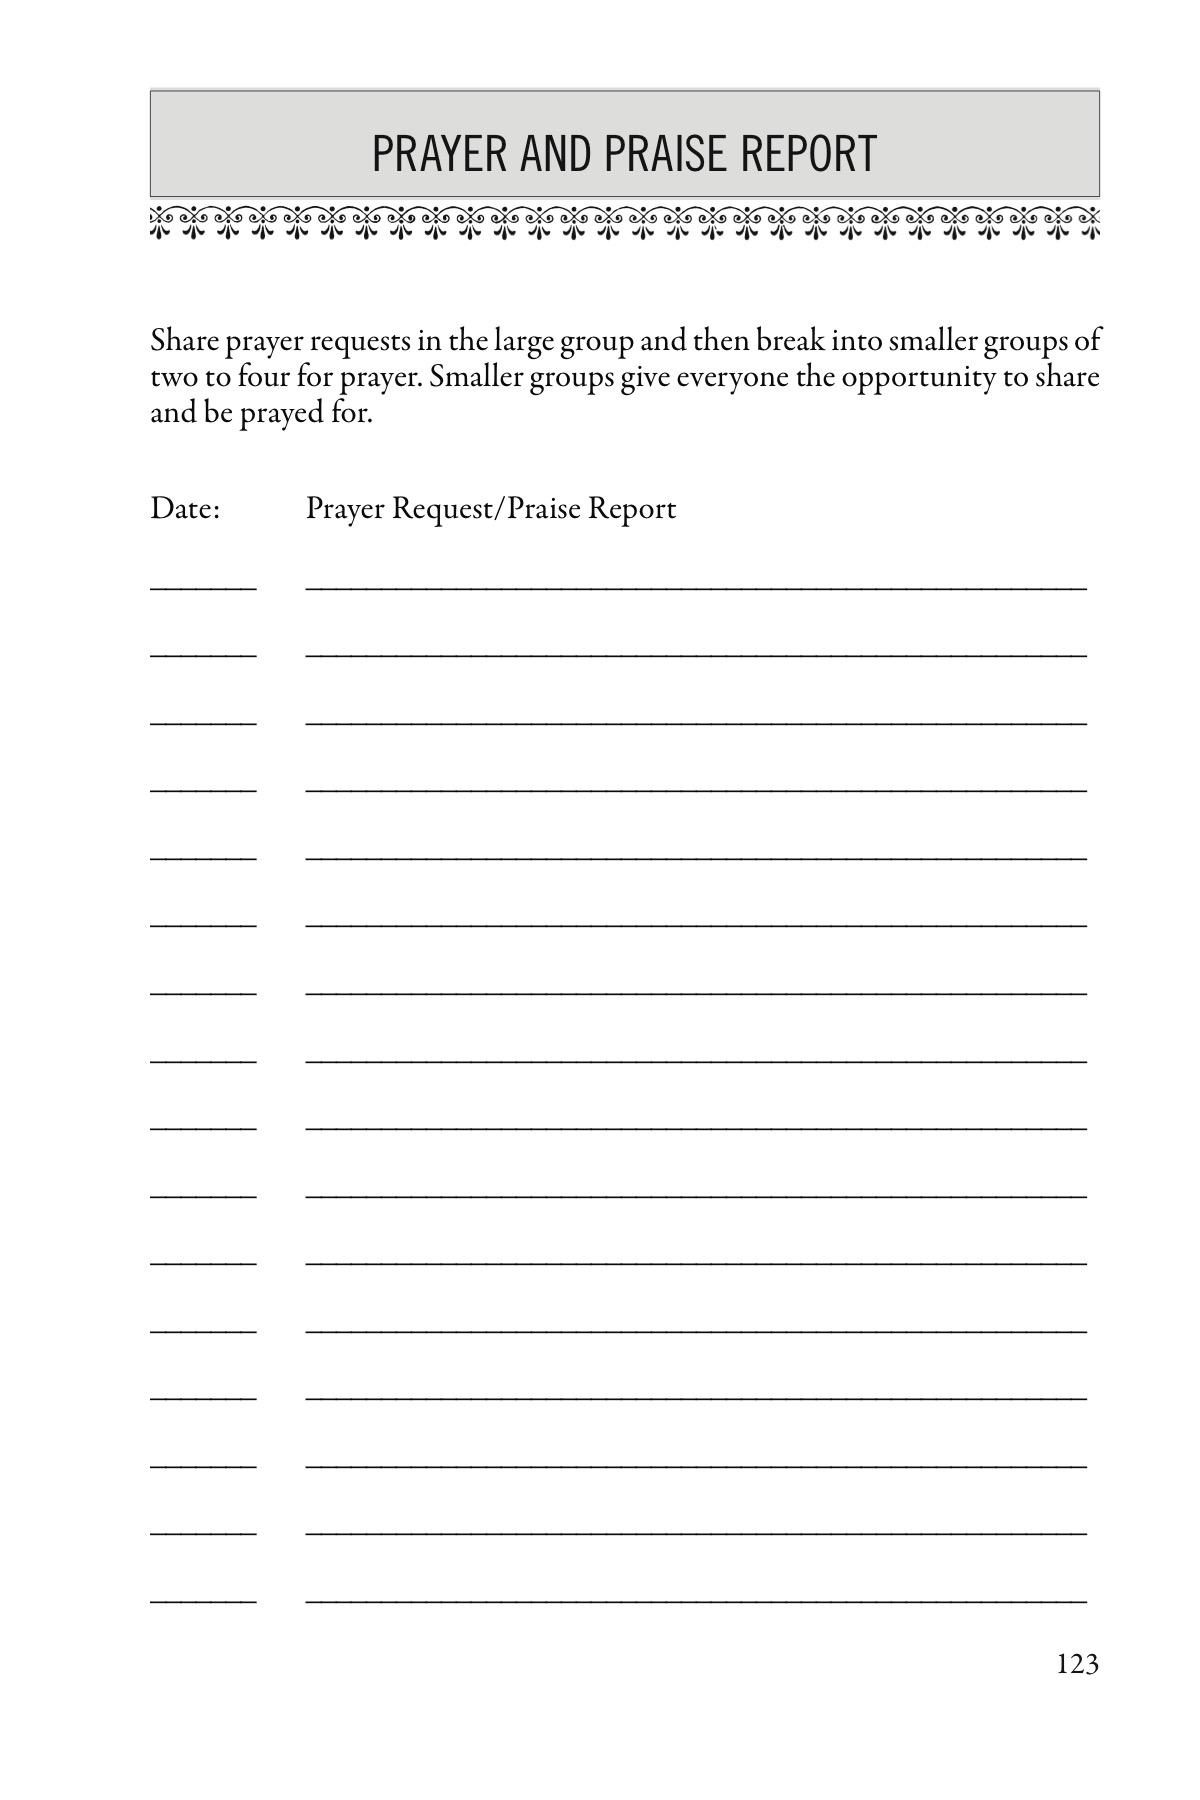 PRAYER AND PRAISE REPORT
Share prayer requests in the large group and then break into smaller groups of
two to four for prayer. Smaller groups give everyone the opportunity to share
and be prayed for.
Date: Prayer Request/Praise Report
123